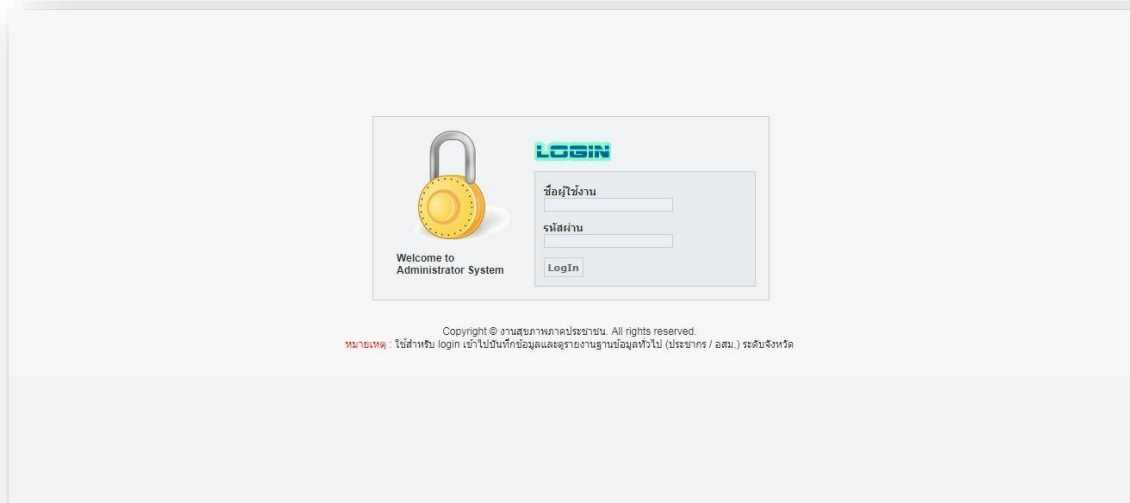 LOGIN
ชื่อผู้ใช้งาน
รหัสผ่าน
LogIn
Welcome to
Administrator System
Copyright © งานสุขภาพภาคประชาชน. All rights reserved.
หมายเหตุ : ใช้สำหรับ login เข้าไปบันทึกข้อมูลและดูรายงานฐานข้อมูลทั่วไป (ประชากร / อสม.) ระดับจังหวัด